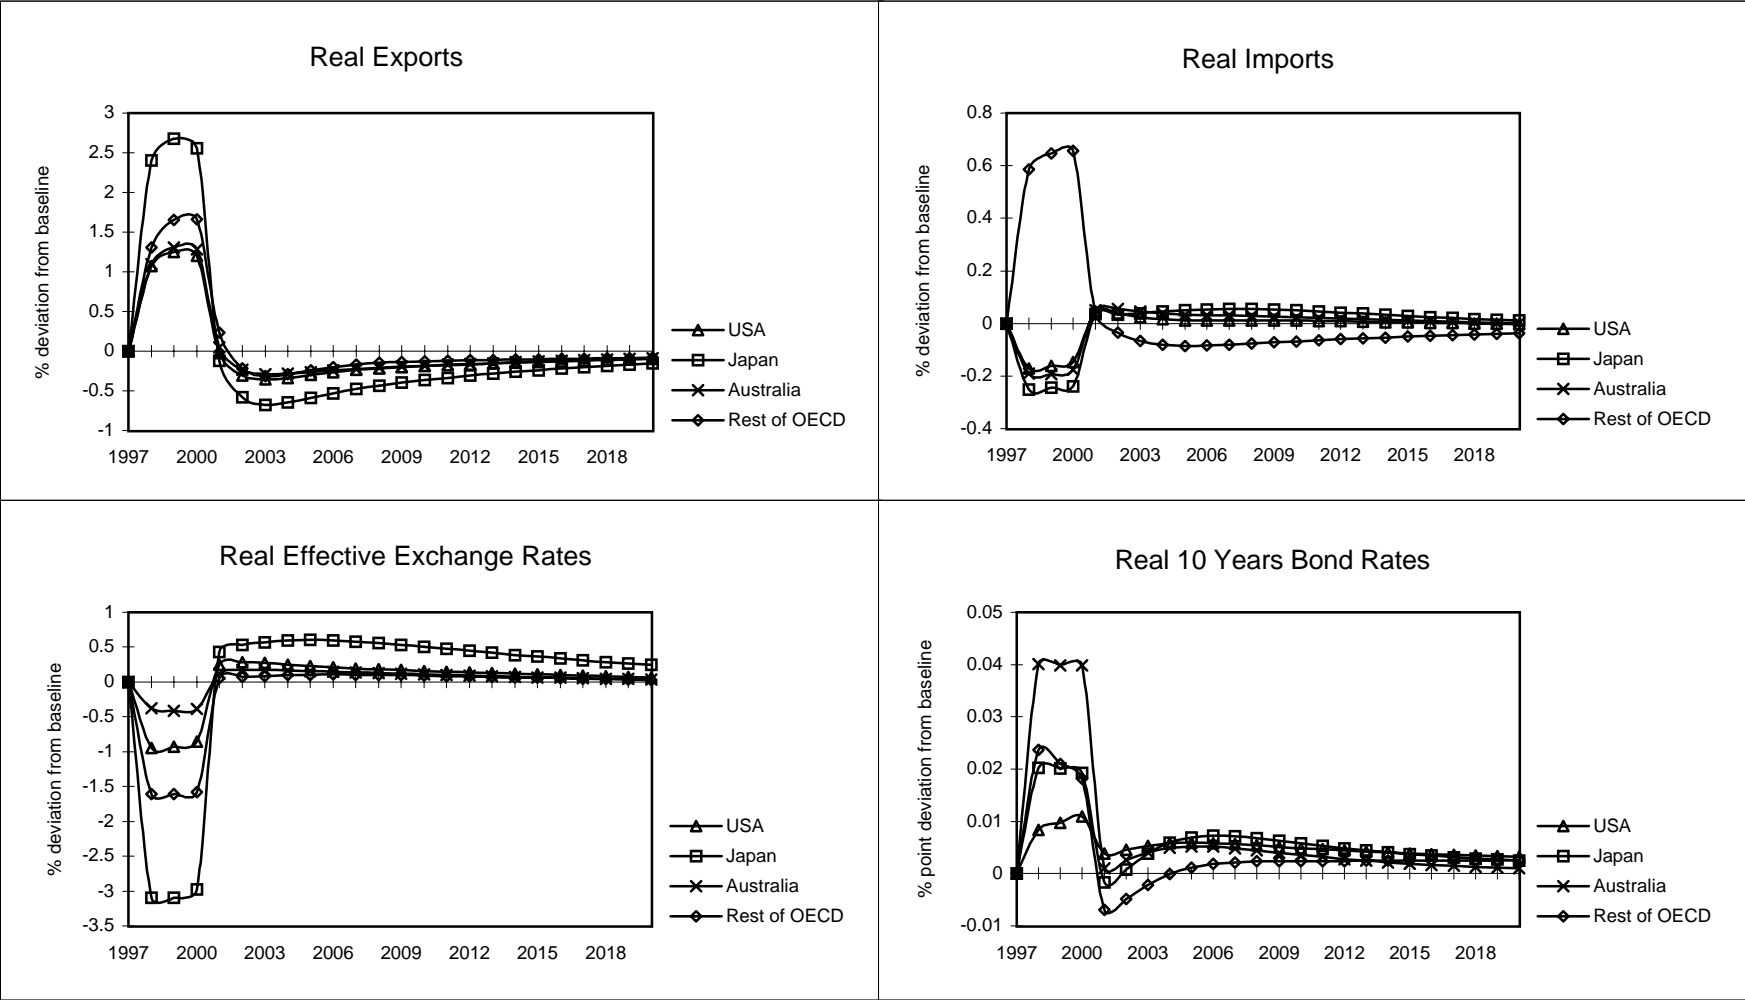 Real Exports
% deviation from baseline
3
2.5
2
1.5
1
0.5
0
-0.5
-1
1997 2000 2003 2006 2009 2012 2015 2018
USA
Japan
Australia
Rest of OECD
Real Imports
% deviation from baseline
0.8
0.6
0.4
0.2
0
-0.2
-0.4
1997 2000 2003 2006 2009 2012 2015 2018
USA
Japan
Australia
Rest of OECD
Real Effective Exchange Rates
% deviation from baseline
1
0.5
0
-0.5
-1
-1.5
-2
-2.5
-3
-3.5
1997 2000 2003 2006 2009 2012 2015 2018
USA
Japan
Australia
Rest of OECD
Real 10 Years Bond Rates
% point deviation from baseline
0.05
0.04
0.03
0.02
0.01
0
-0.01
1997 2000 2003 2006 2009 2012 2015 2018
USA
Japan
Australia
Rest of OECD